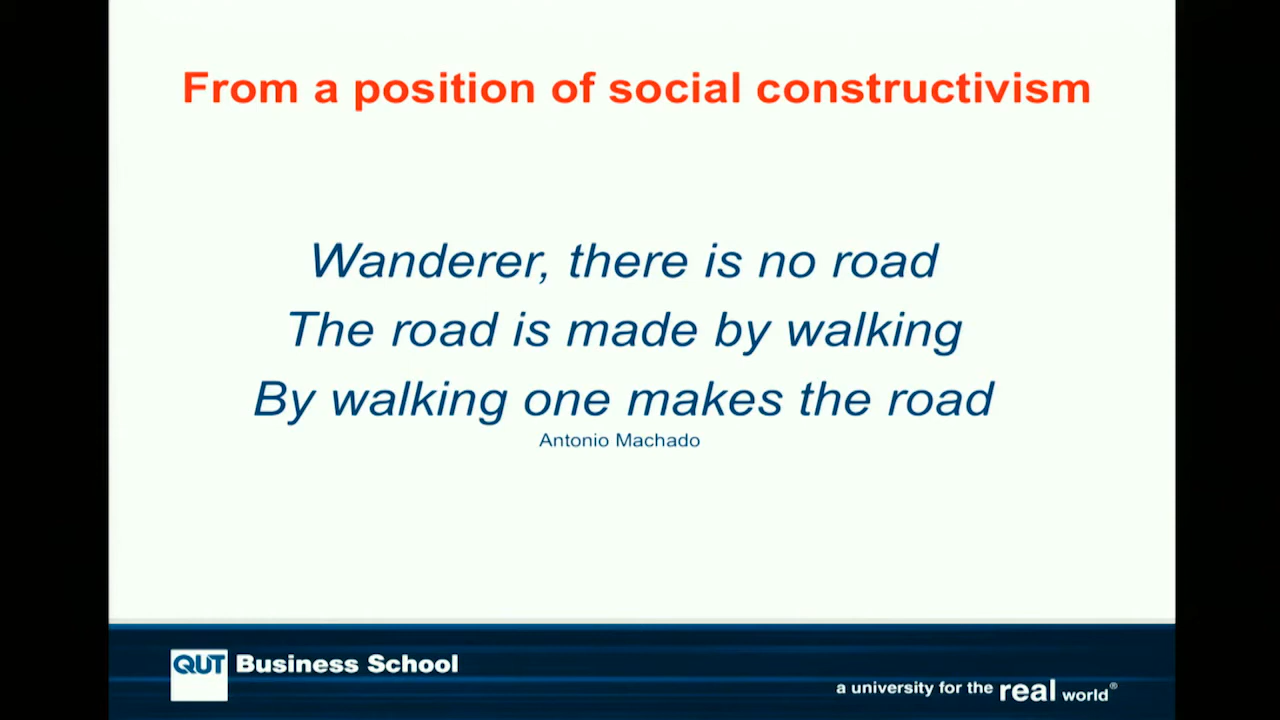 From a position of social constructivism
Wanderer, there is no road
The road is made by walking
By walking one makes the road
Antonio Machado
QUT Business School
a university for the real world®